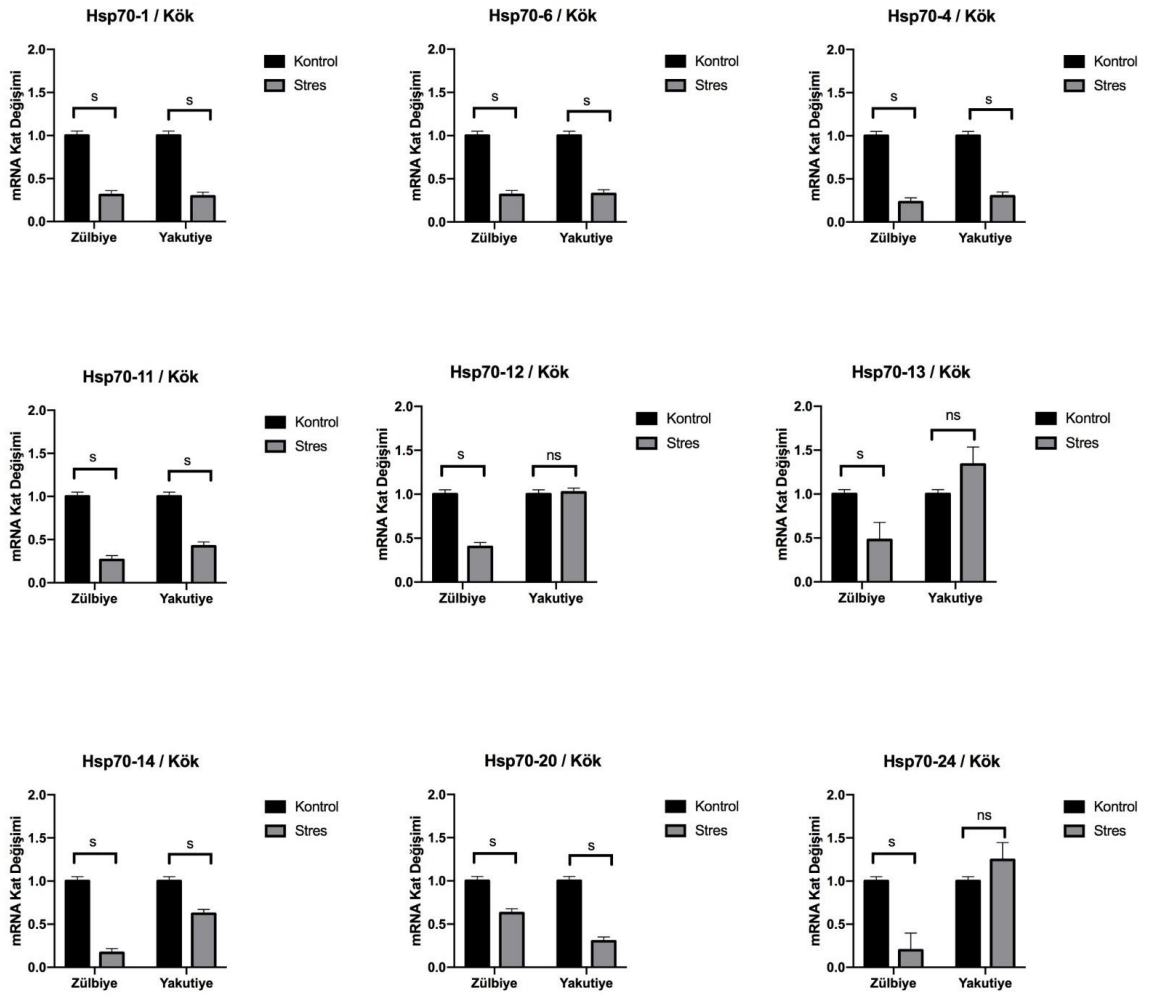 Hsp70-1 / Kök
mRNA Kat Değişimi
2.0
1.5
1.0
0.5
0.0
s
s
Zülbiye
Yakutiye
Kontrol
Stres
Hsp70-6 / Kök
mRNA Kat Değişimi
2.0
1.5
1.0
0.5
0.0
s
s
Zülbiye
Yakutiye
Kontrol
Stres
Hsp70-4 / Kök
mRNA Kat Değişimi
2.0
1.5
1.0
0.5
0.0
s
s
Zülbiye
Yakutiye
Kontrol
Stres
Hsp70-11 / Kök
mRNA Kat Değişimi
2.0
1.5
1.0
0.5
0.0
s
s
Zülbiye
Yakutiye
Kontrol
Stres
Hsp70-12 / Kök
mRNA Kat Değişimi
2.0
1.5
1.0
0.5
0.0
s
ns
Zülbiye
Yakutiye
Kontrol
Stres
Hsp70-13 / Kök
mRNA Kat Değişimi
2.0
1.5
1.0
0.5
0.0
s
ns
Zülbiye
Yakutiye
Kontrol
Stres
Hsp70-14 / Kök
mRNA Kat Değişimi
2.0
1.5
1.0
0.5
0.0
s
s
Zülbiye
Yakutiye
Kontrol
Stres
Hsp70-20 / Kök
mRNA Kat Değişimi
2.0
1.5
1.0
0.5
0.0
s
s
Zülbiye
Yakutiye
Kontrol
Stres
Hsp70-24 / Kök
mRNA Kat Değişimi
2.0
1.5
1.0
0.5
0.0
s
ns
Zülbiye
Yakutiye
Kontrol
Stres